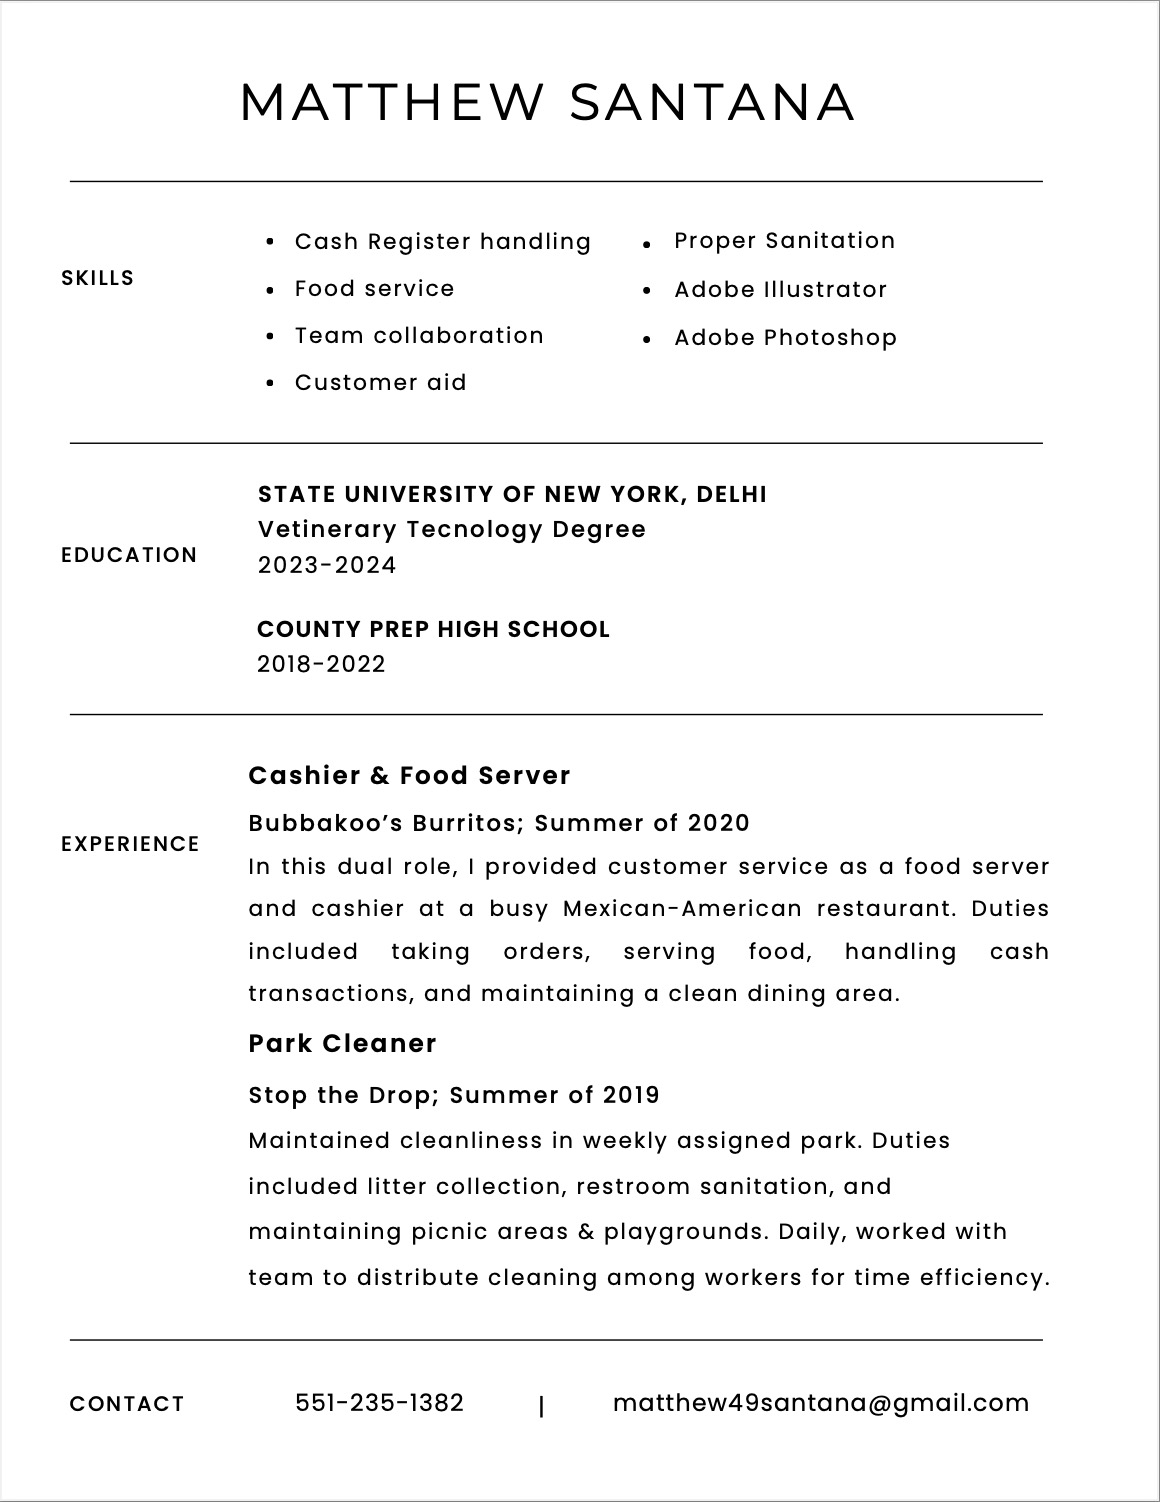 MATTHEW SANTANA
SKILLS
• Cash Register handling
• Food service
• Team collaboration
• Customer aid
• Proper Sanitation
• Adobe Illustrator
• Adobe Photoshop
EDUCATION
STATE UNIVERSITY OF NEW YORK, DELHI
Vetinerary Tecnology Degree
2023-2024
COUNTY PREP HIGH SCHOOL
2018-2022
EXPERIENCE
Cashier & Food Server
Bubbakoo’s Burritos; Summer of 2020
In this dual role, I provided customer service as a food server
and cashier at a busy Mexican-American restaurant. Duties
included taking orders, serving food, handling cash
transactions, and maintaining a clean dining area.
Park Cleaner
Stop the Drop; Summer of 2019
Maintained cleanliness in weekly assigned park. Duties
included litter collection, restroom sanitation, and
maintaining picnic areas & playgrounds. Daily, worked with
team to distribute cleaning among workers for time efficiency.
CONTACT 551-235-1382 | matthew49santana@gmail.com